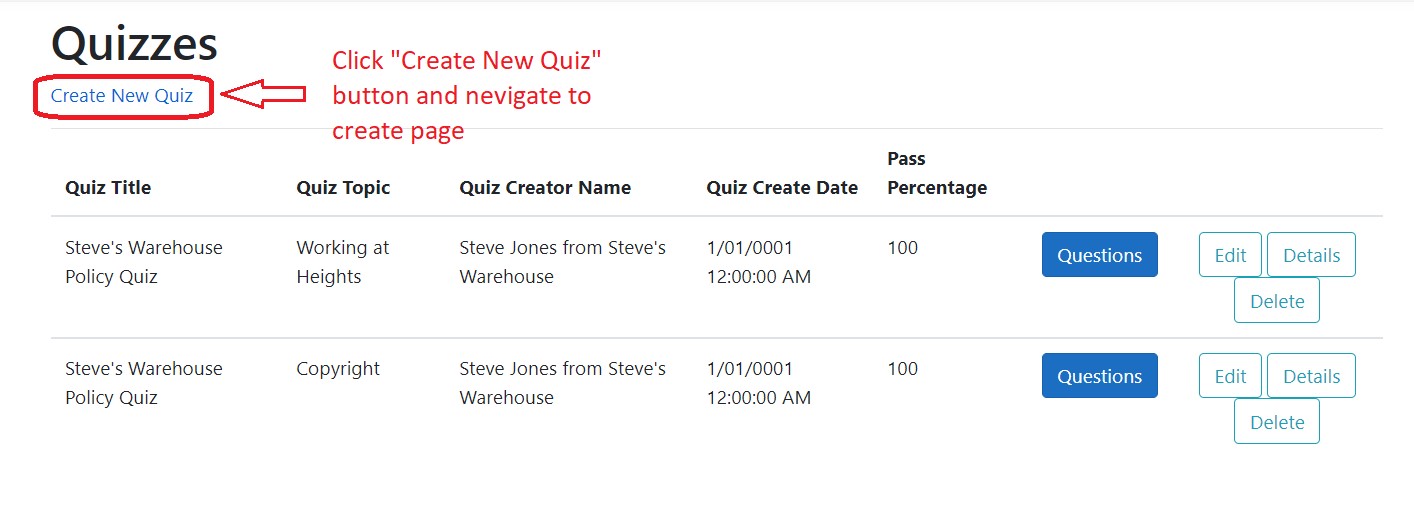 Quizzes
Create New Quiz
Click "Create New Quiz"
button and nevigate to
create page
Quiz Title Quiz Topic Quiz Creator Name Quiz Create Date Pass
Percentage
Steve's Warehouse Working at Steve Jones from Steve's 1/01/0001 100 Questions Edit Details
Policy Quiz Heights Warehouse 12:00:00 AM
Delete
Steve's Warehouse Copyright Steve Jones from Steve's 1/01/0001 100 Questions Edit Details
Policy Quiz Warehouse 12:00:00 AM
Delete